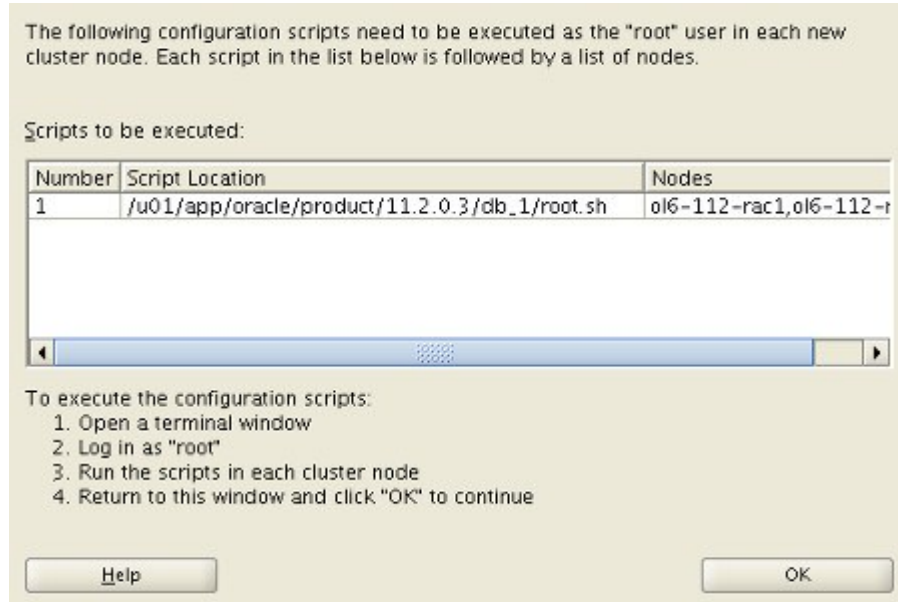 The following configuration scripts need to be executed as the "root" user in each new
cluster node. Each script in the list below is followed by a list of nodes.
Scripts to be executed:
Number Script Location Nodes
1 /u01/app/oracle/product/11.2.0.3/db_1/root.sh ol6-112-rac1,ol6-112-r
To execute the configuration scripts:
1. Open a terminal window
2. Log in as "root"
3. Run the scripts in each cluster node
4. Return to this window and click "OK" to continue
Help OK